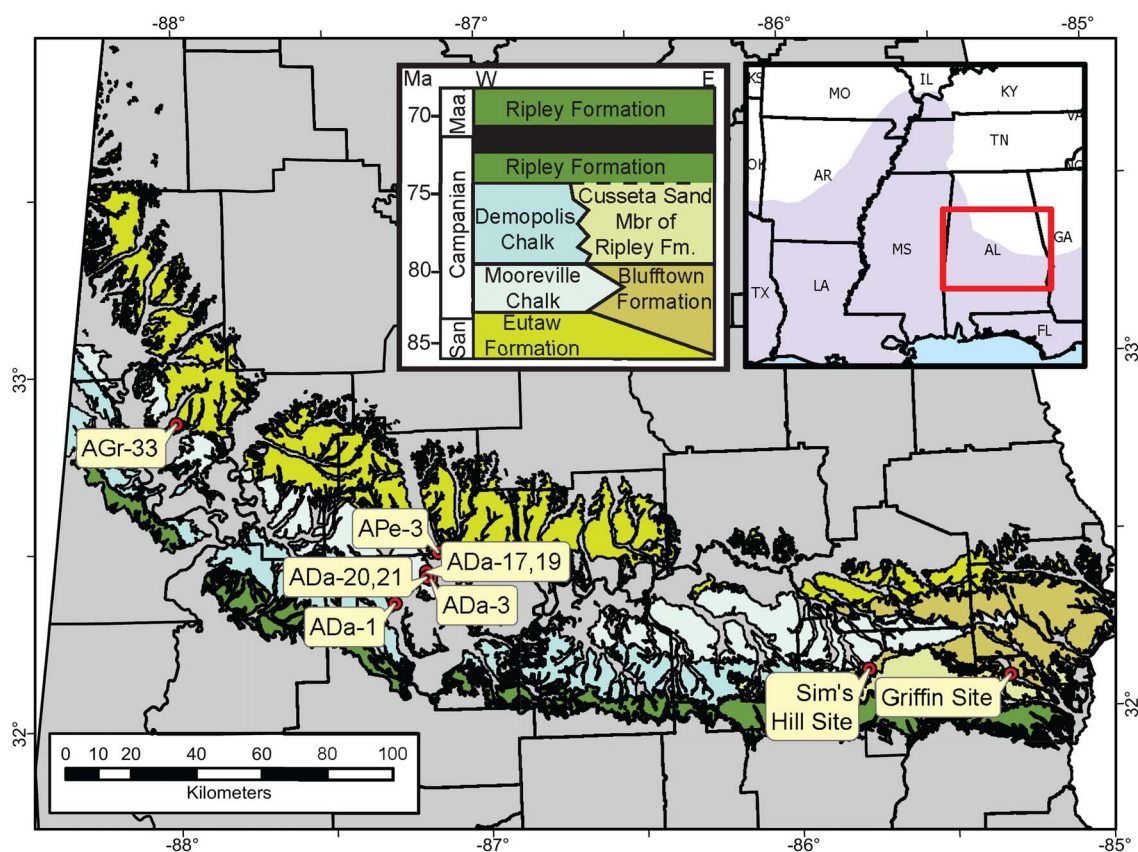 -88° -87° -86° -85°
Ma W E
70
75
80
85
Maa.
Campanian
San
Ripley Formation
Ripley Formation
Demopolis
Chalk
Cusseta Sand
Mbr of
Ripley Fm.
Mooreville
Chalk
Blufftown
Formation
Eutaw
Formation
KS
MO
IL
KY
VA
OK
AR
TN
NC
MS
AL
GA
TX
LA
FL
33°
33°
32°
32°
AGr-33
APe-3
ADa-17,19
ADa-20,21
ADa-3
ADa-1
Sim's
Hill Site
Griffin Site
0 10 20 40 60 80 100
Kilometers
-88° -87° -86° -85°